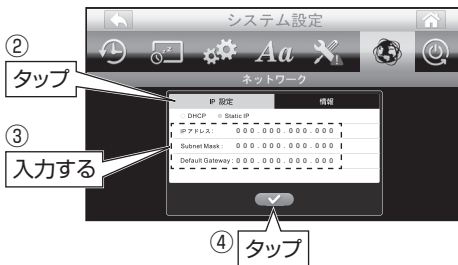 システム設定
Aa
ネットワーク
②
タップ
IP 設定
情報
DHCP
Static IP
③
入力する
IP アドレス: 000.000.000.000
Subnet Mask: 000.000.000.000
Default Gateway: 000.000.000.000
④
タップ